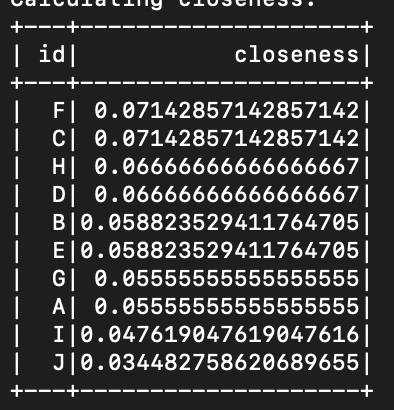 Calculating closeness:
+---+--------------------+
| id|           closeness|
+---+--------------------+
|  F| 0.07142857142857142|
|  C| 0.07142857142857142|
|  H| 0.06666666666666667|
|  D| 0.06666666666666667|
|  B|0.058823529411764705|
|  E|0.058823529411764705|
|  G| 0.05555555555555555|
|  A| 0.05555555555555555|
|  I|0.047619047619047616|
|  J|0.034482758620689655|
+---+--------------------+